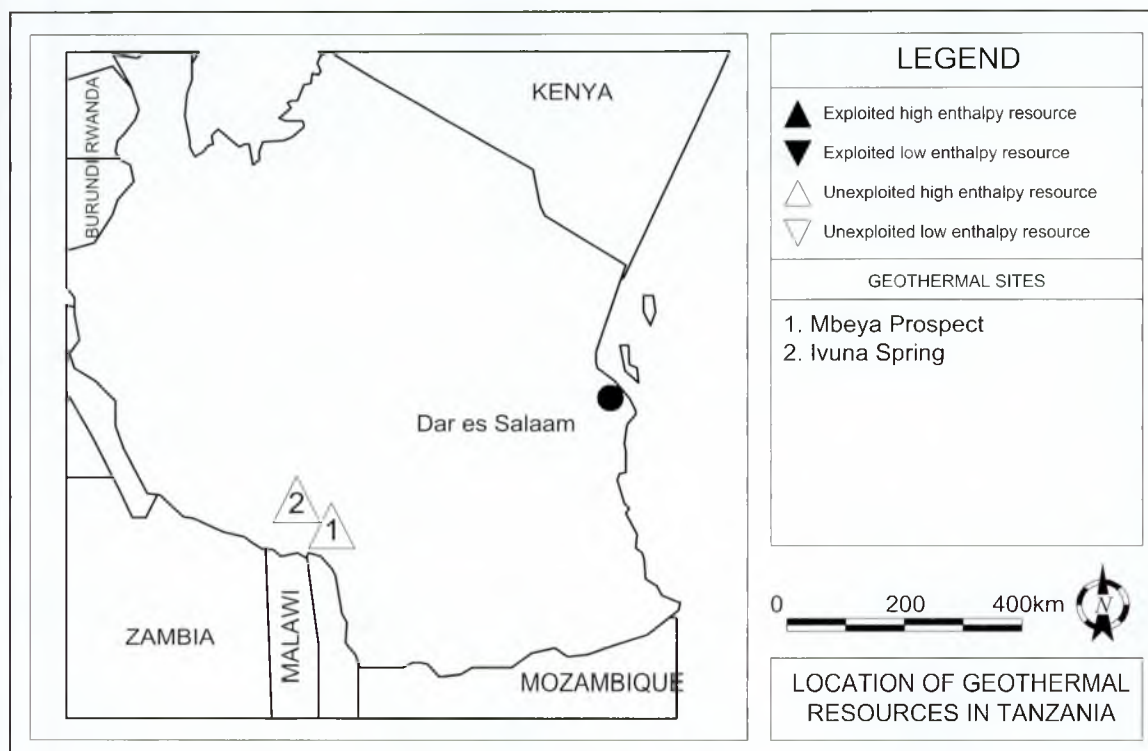 KENYA
RWANDA
BURUNDI
Dar es Salaam
2
1
ZAMBIA
MALAWI
MOZAMBIQUE
LEGEND
Exploited high enthalpy resource
Exploited low enthalpy resource
Unexploited high enthalpy resource
Unexploited low enthalpy resource
GEOTHERMAL SITES
1. Mbeya Prospect
2. Ivuna Spring
0 200 400km
N
LOCATION OF GEOTHERMAL
RESOURCES IN TANZANIA